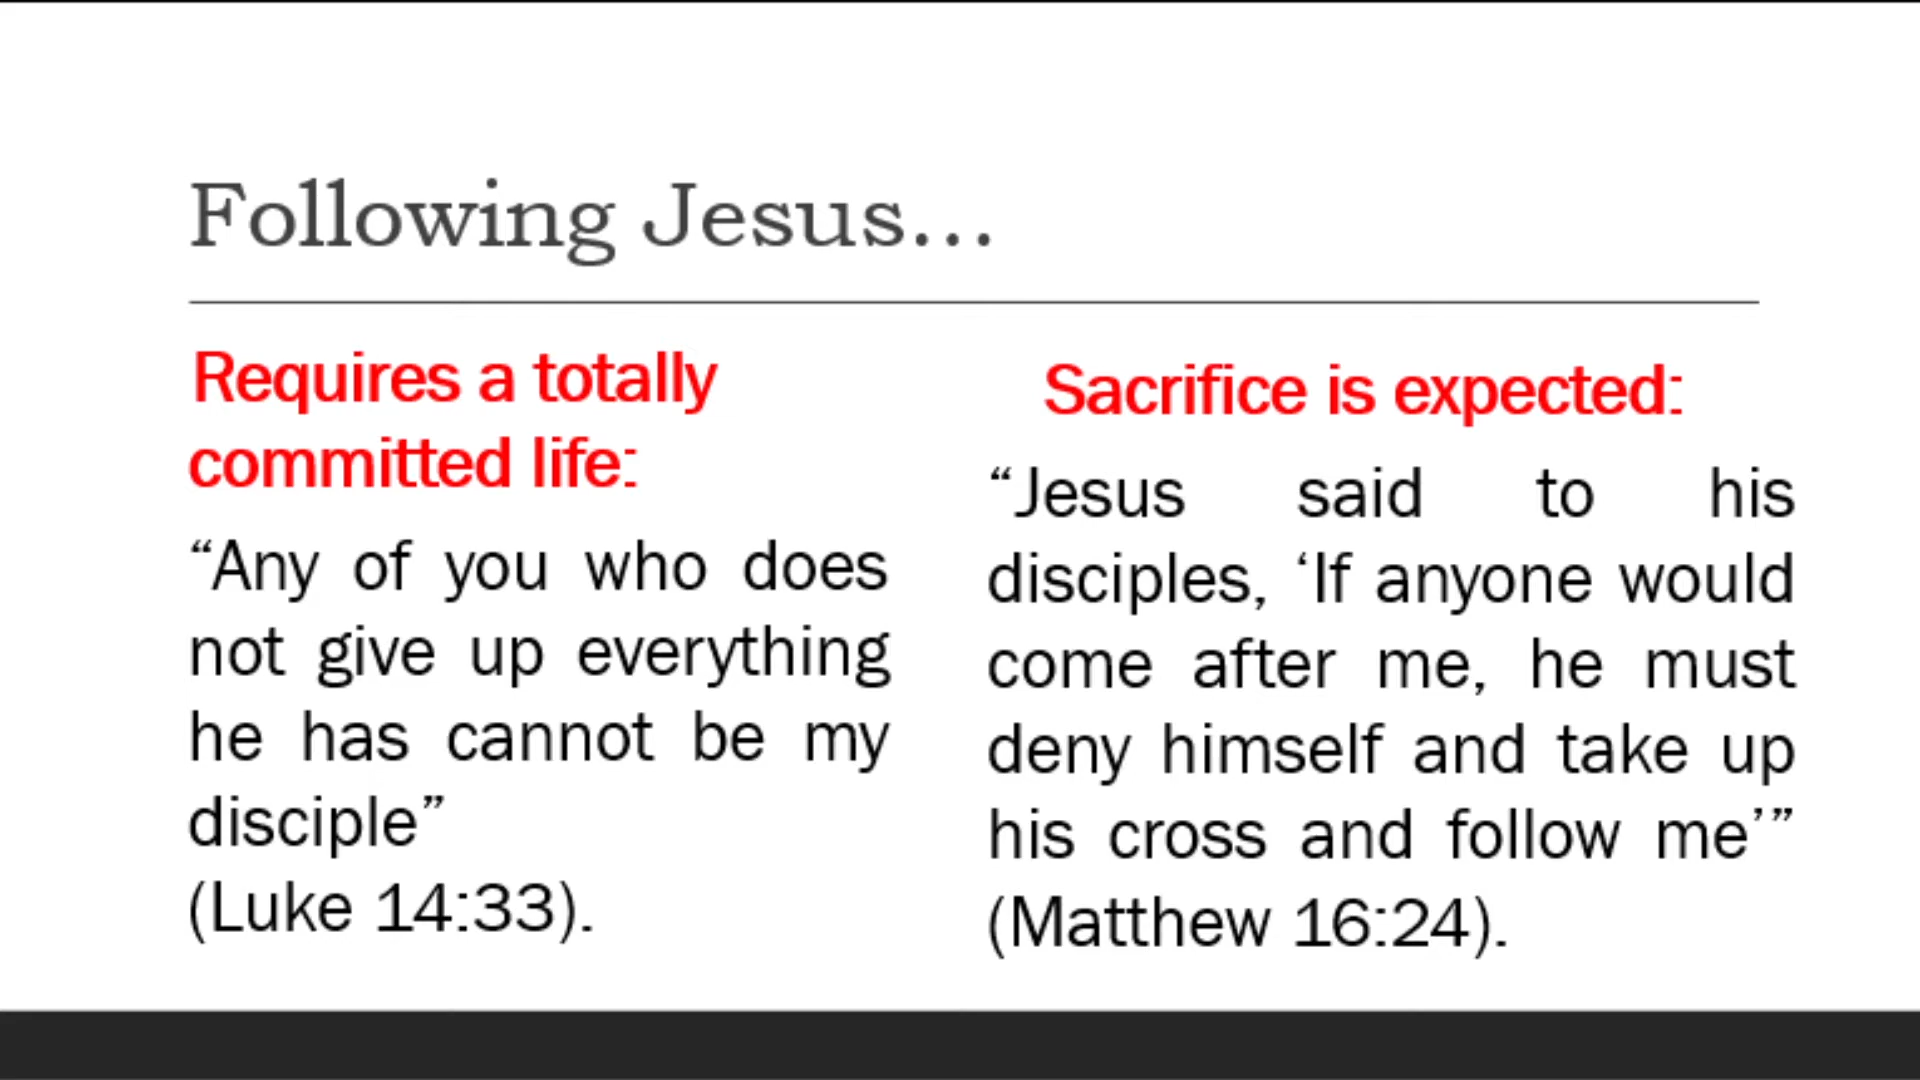 Following Jesus...
Requires a totally
committed life:
“Any of you who does
not give up everything
he has cannot be my
disciple”
(Luke 14:33).
Sacrifice is expected:
“Jesus said to his
disciples, ‘If anyone would
come after me, he must
deny himself and take up
his cross and follow me’”
(Matthew 16:24).